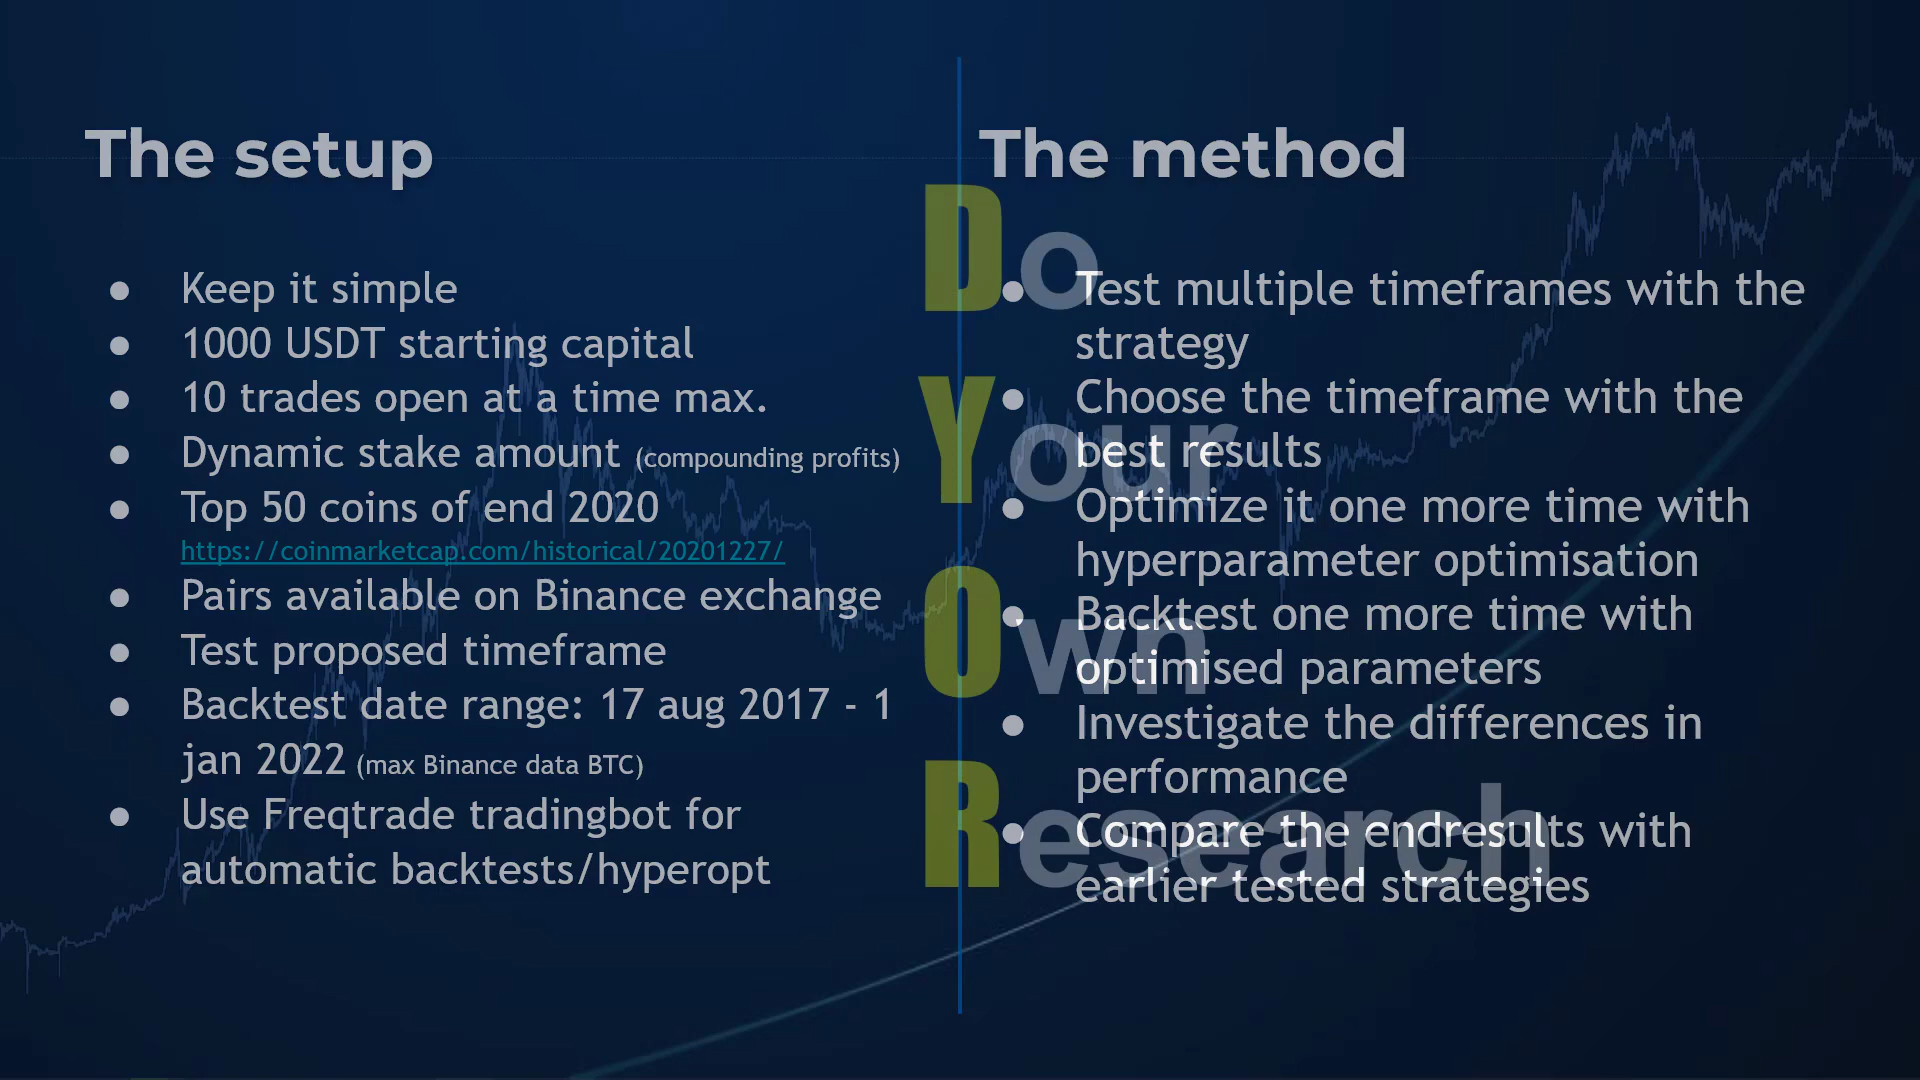 The setup
● Keep it simple
● 1000 USDT starting capital
● 10 trades open at a time max.
● Dynamic stake amount (compounding profits)
● Top 50 coins of end 2020
https://coinmarketcap.com/historical/20201227/
● Pairs available on Binance exchange
● Test proposed timeframe
● Backtest date range: 17 aug 2017 - 1
jan 2022 (max Binance data BTC)
● Use Freqtrade tradingbot for
automatic backtests/hyperopt
The method
● Test multiple timeframes with the
strategy
● Choose the timeframe with the
best results
● Optimize it one more time with
hyperparameter optimisation
● Backtest one more time with
optimised parameters
● Investigate the differences in
performance
● Compare the endresults with
earlier tested strategies
Do
Your
Own
Research